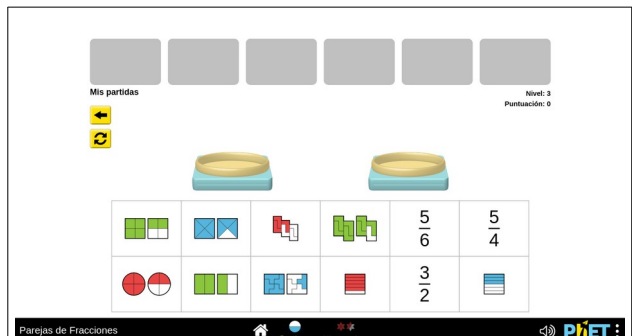 Mis partidas
Nivel: 3
Puntuación: 0
5/6
5/4
3/2
Parejas de Fracciones
PhET